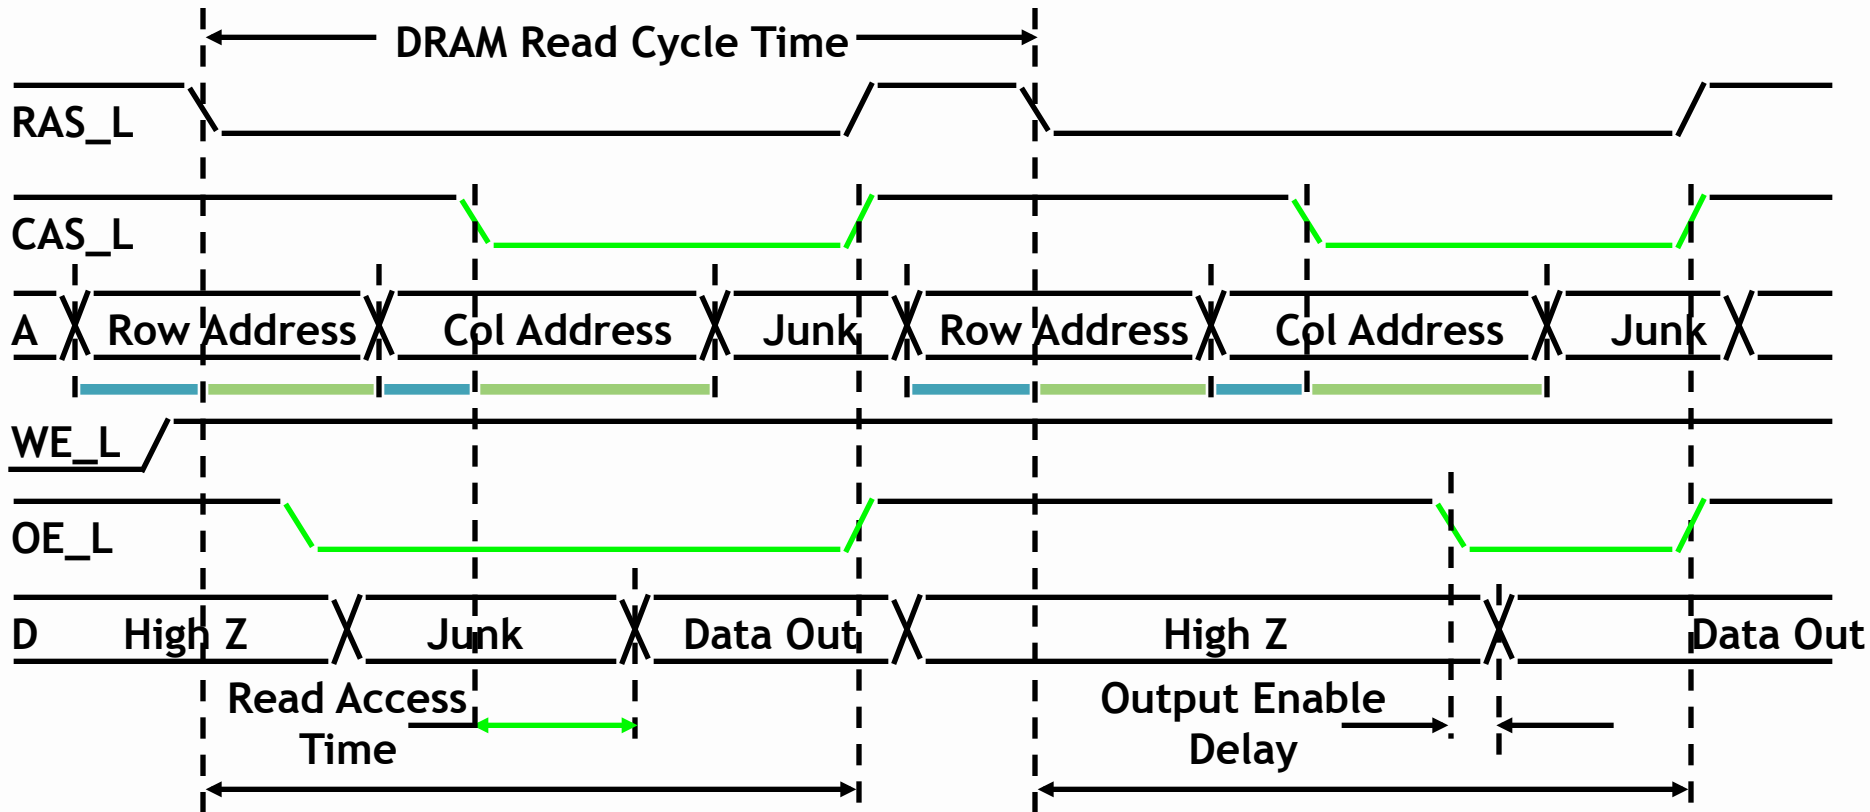 DRAM Read Cycle Time
RAS_L
CAS_L
A Row Address Col Address Junk Row Address Col Address Junk
WE_L
OE_L
D High Z Junk Data Out High Z Data Out
Read Access
Time
Output Enable
Delay